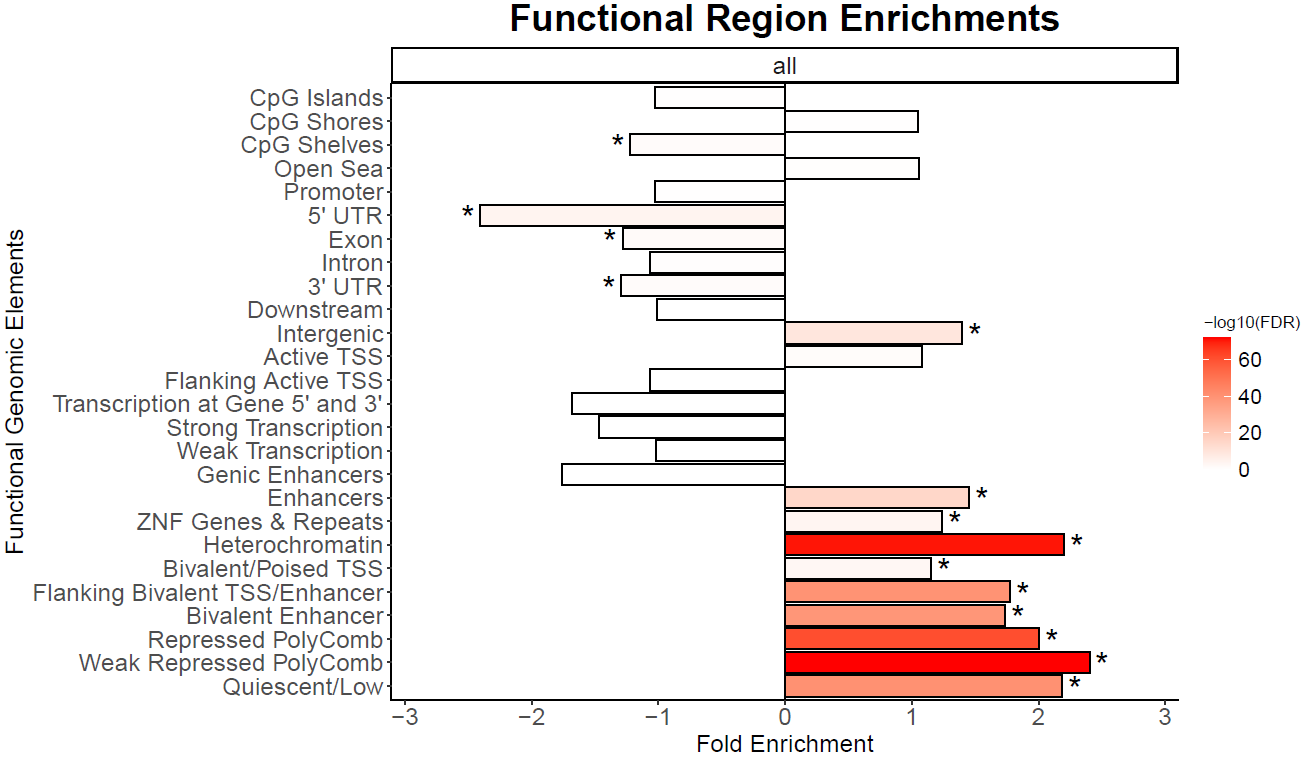 Functional Region Enrichments
all
Functional Genomic Elements
CpG Islands
CpG Shores
* CpG Shelves
Open Sea
Promoter
* 5' UTR
* Exon
Intron
* 3' UTR
Downstream
Intergenic *
Active TSS
Flanking Active TSS
Transcription at Gene 5' and 3'
Strong Transcription
Weak Transcription
Genic Enhancers
Enhancers *
ZNF Genes & Repeats *
Heterochromatin *
Bivalent/Poised TSS *
Flanking Bivalent TSS/Enhancer *
Bivalent Enhancer *
Repressed PolyComb *
Weak Repressed PolyComb *
Quiescent/Low *
−3 −2 −1 0 1 2 3
Fold Enrichment
−log10(FDR)
60
40
20
0